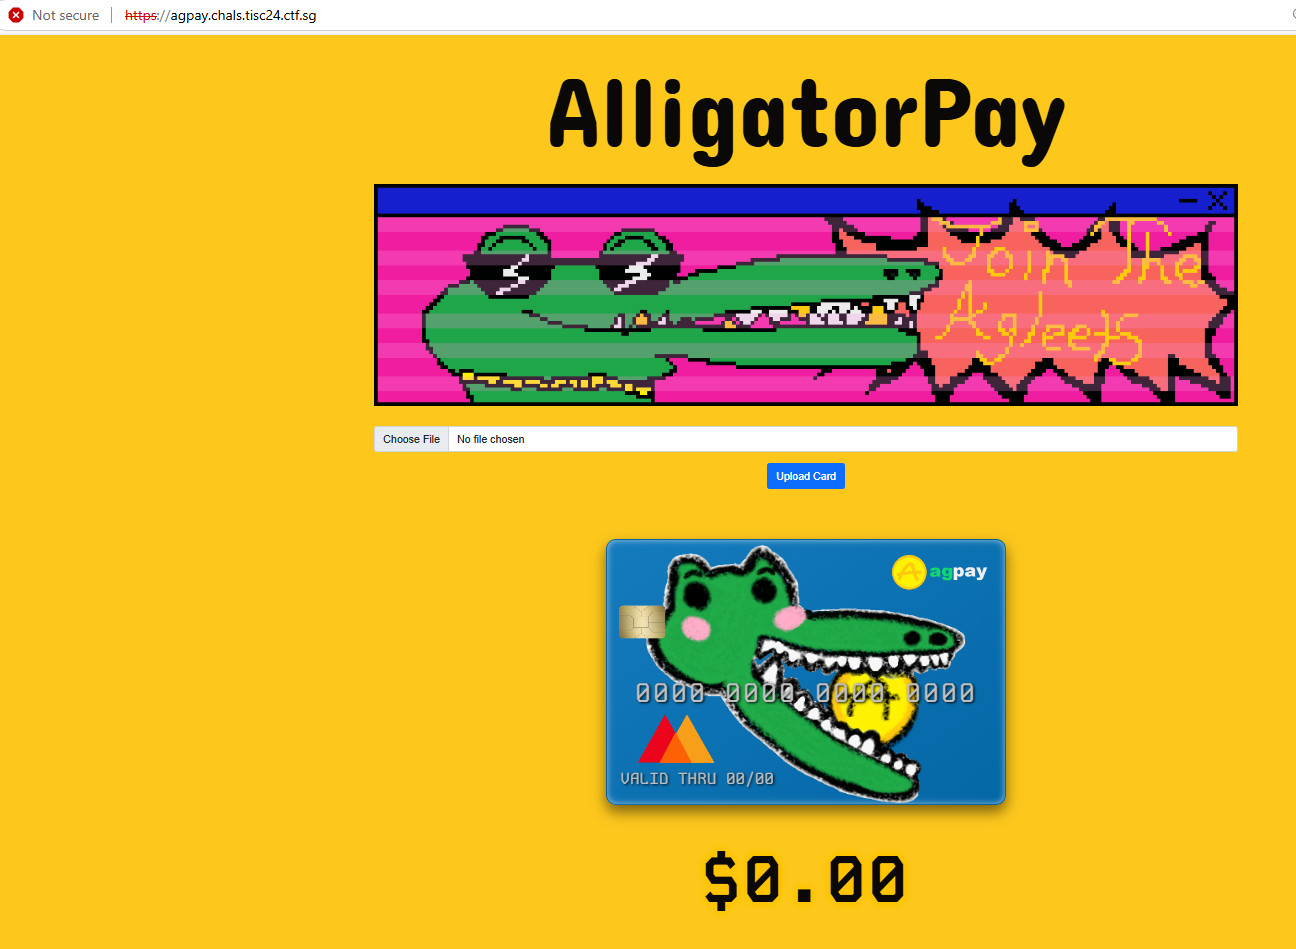 Not secure https://agpay.chals.tisc24.ctf.sg
AlligatorPay
Join The
Agleets
Choose File No file chosen
Upload Card
agpay
0000 0000 0000 0000
VALID THRU 00/00
$0.00